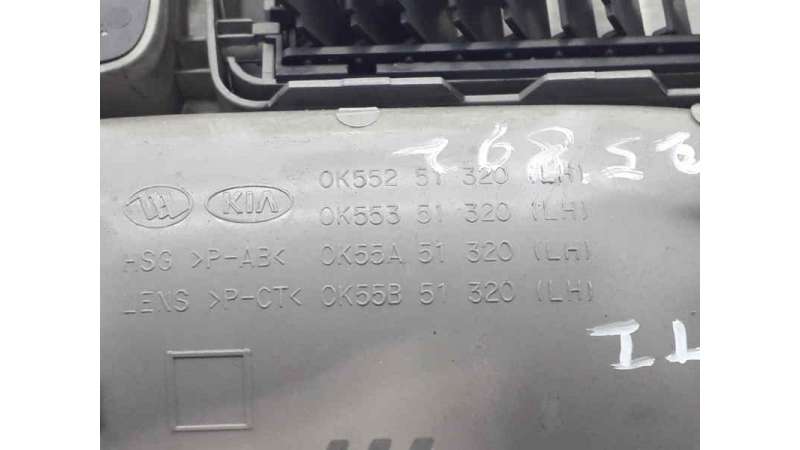 0K552 51 320 (LH)
KIA 0K553 51 320 (LH)
HSG >P-AB< 0K55A 51 320 (LH)
LENS >P-CT< 0K55B 51 320 (LH)